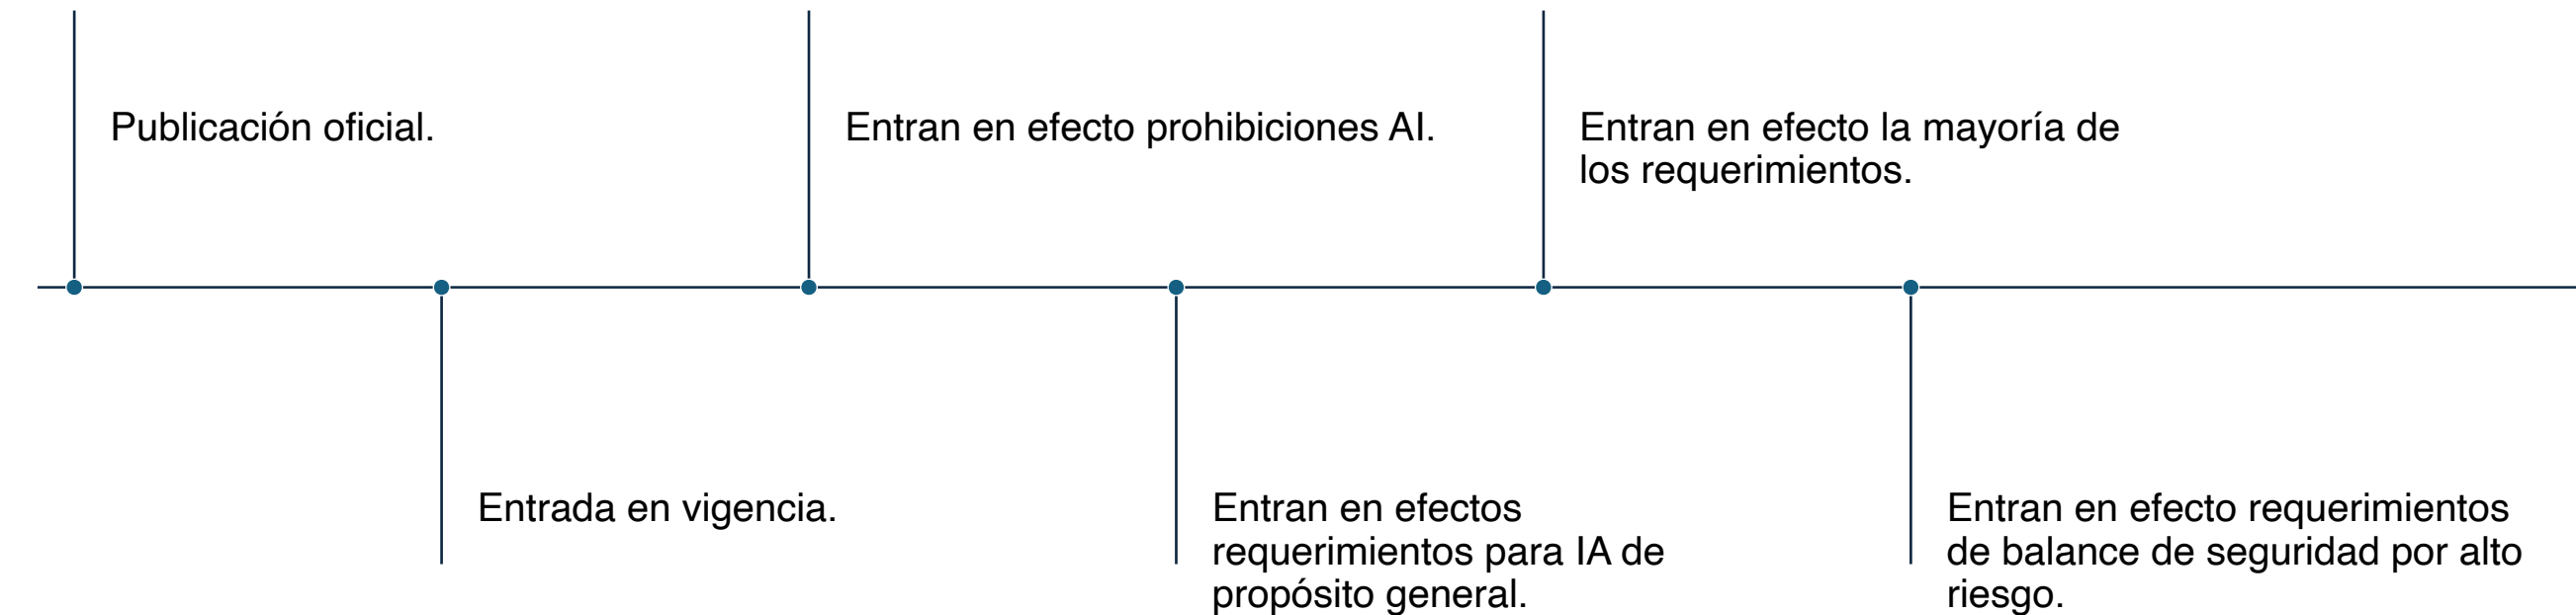 Publicación oficial.
Entran en efecto prohibiciones AI.
Entran en efecto la mayoría de
los requerimientos.
Entrada en vigencia.
Entran en efectos
requerimientos para IA de
propósito general.
Entran en efecto requerimientos
de balance de seguridad por alto
riesgo.